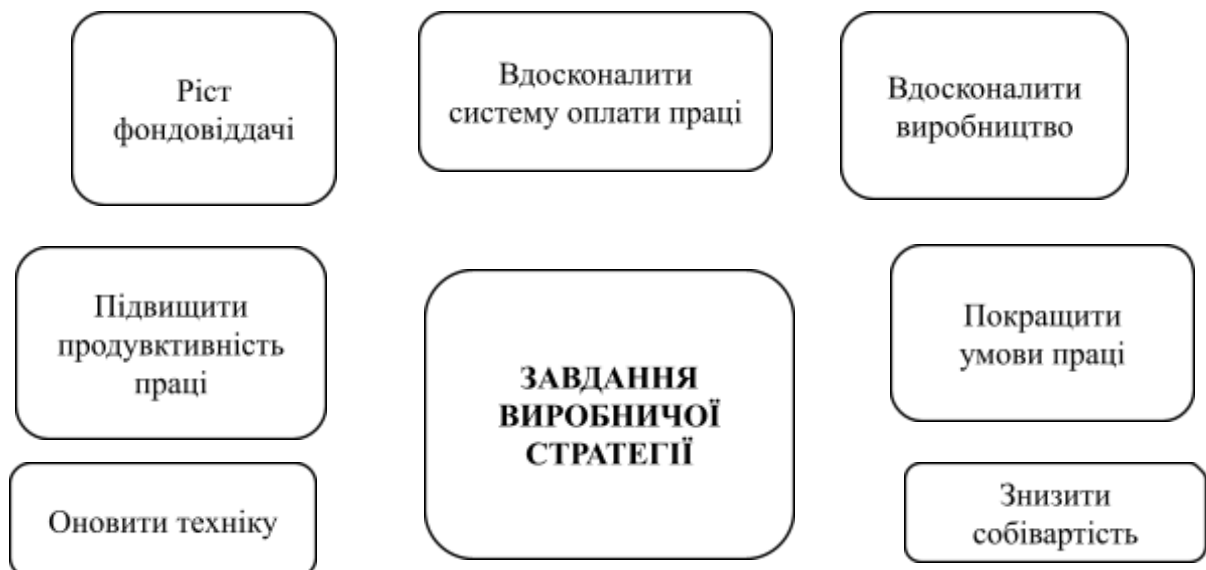 Ріст
фондовіддачі
Вдосконалити
систему оплати праці
Вдосконалити
виробництво
Підвищити
продувктивність
праці
ЗАВДАННЯ
ВИРОБНИЧОЇ
СТРАТЕГІЇ
Покращити
умови праці
Оновити техніку
Знизити
собівартість